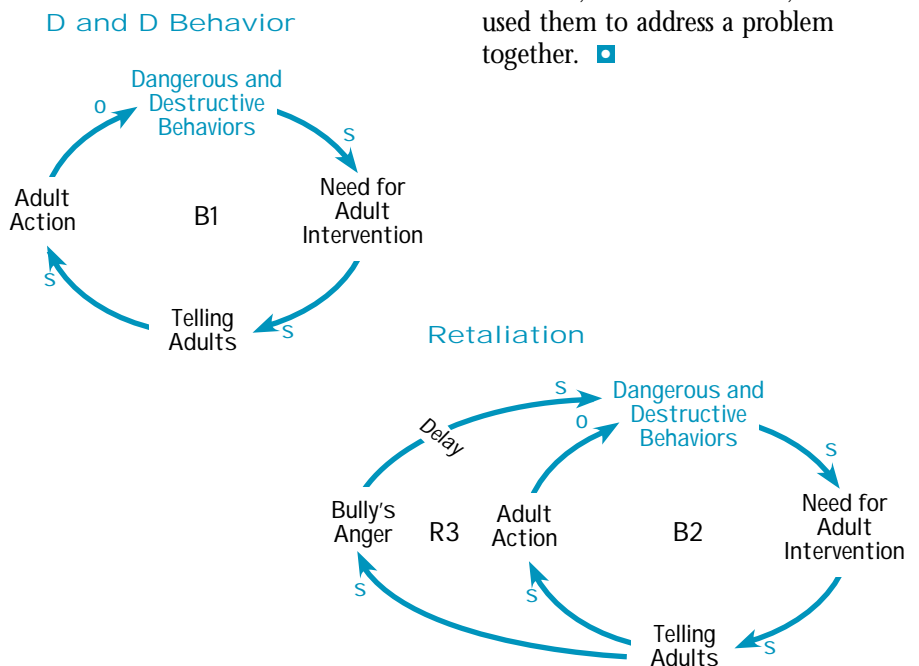 used them to address a problem
together.
D and D Behavior
Dangerous and
Destructive
Behaviors
o
s
Need for
Adult
Intervention
Adult
Action
B1
s
s
Telling
Adults
Retaliation
s
Dangerous and
Destructive
Behaviors
o
Delay
s
Bully's
Anger
R3
Adult
Action
B2
Need for
Adult
Intervention
s
s
s
Telling
Adults